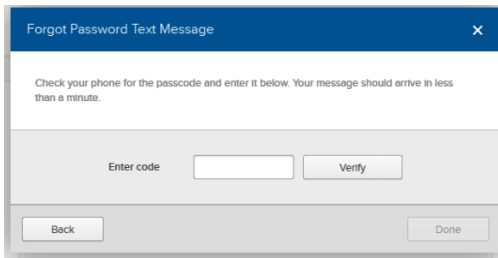 Forgot Password Text Message
Check your phone for the passcode and enter it below. Your message should arrive in less
than a minute.
Enter code
Verify
Back
Done